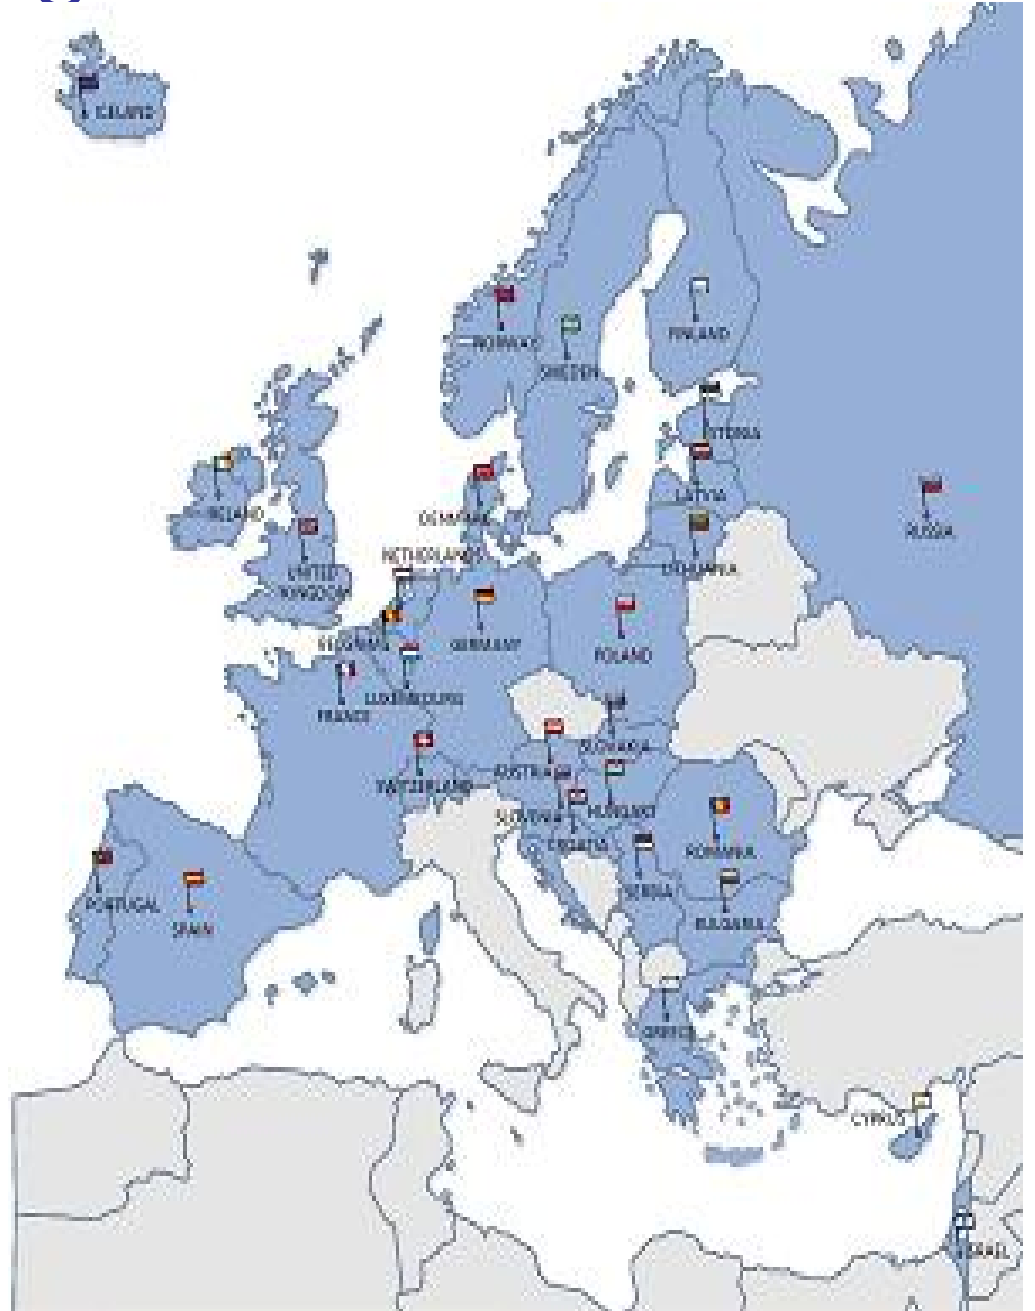 ICELAND
NORWAY
SWEDEN
FINLAND
ESTONIA
LATVIA
LITHUANIA
RUSSIA
IRELAND
UNITED
KINGDOM
DENMARK
NETHERLANDS
GERMANY
POLAND
LUXEMBOURG
FRANCE
SLOVAKIA
AUSTRIA
SWITZERLAND
SLOVENIA
HUNGARY
CROATIA
ROMANIA
SERBIA
BULGARIA
PORTUGAL
SPAIN
GREECE
CYPRUS
ISRAEL